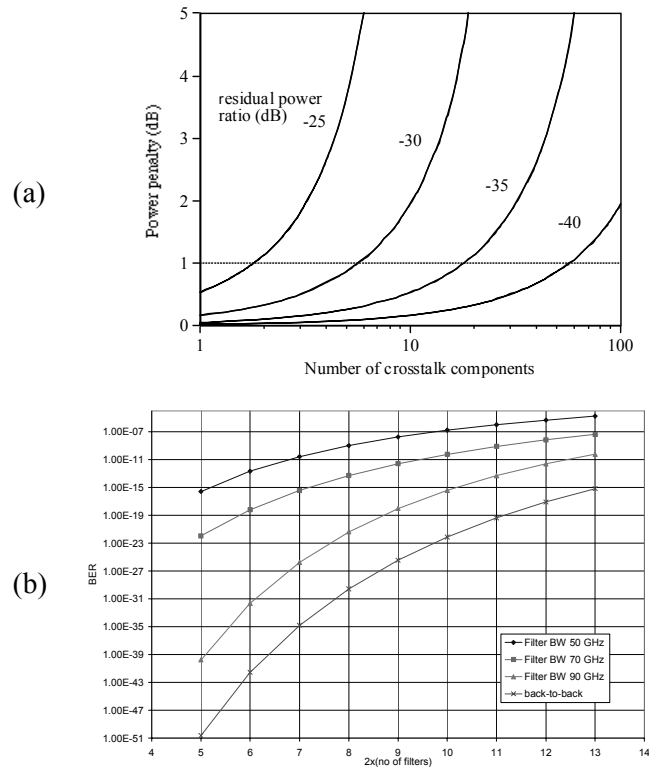 (a)
Power penalty (dB)
5
4
3
2
1
0
residual power
ratio (dB)
-25
-30
-35
-40
1
10
100
Number of crosstalk components
(b)
BER
1.00E-07
1.00E-11
1.00E-15
1.00E-19
1.00E-23
1.00E-27
1.00E-31
1.00E-35
1.00E-39
1.00E-43
1.00E-47
1.00E-51
4 5 6 7 8 9 10 11 12 13 14
2x(no of filters)
Filter BW 50 GHz
Filter BW 70 GHz
Filter BW 90 GHz
back-to-back